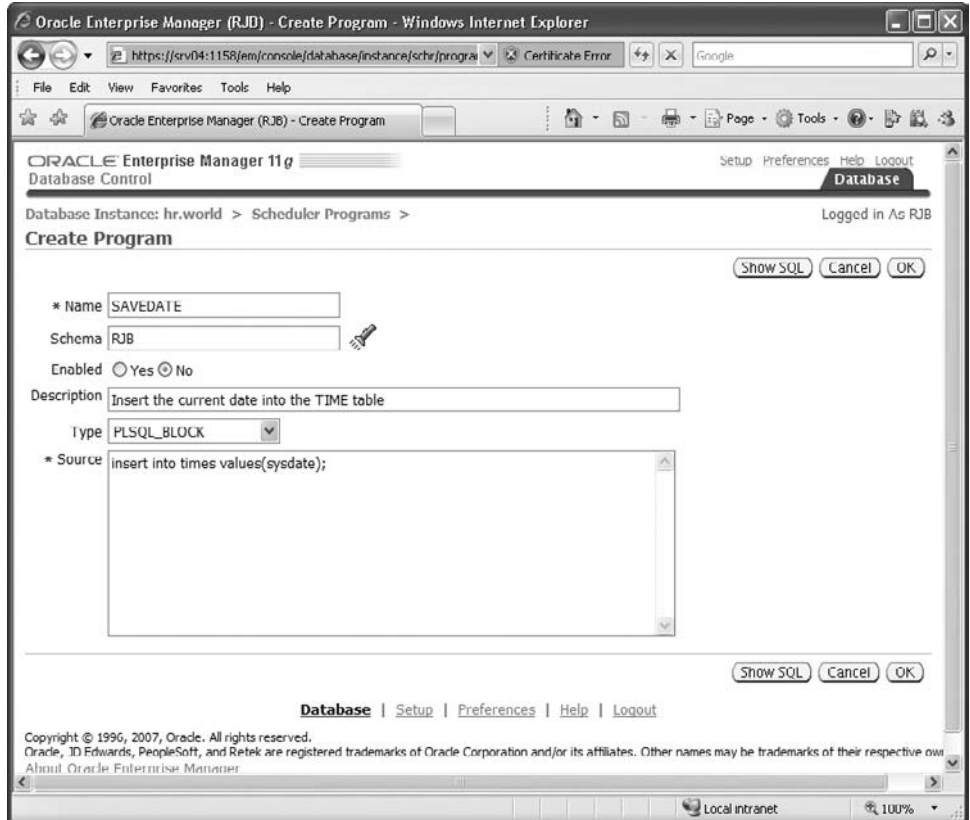 Oracle Enterprise Manager (RJB) - Create Program - Windows Internet Explorer
https://srv04:1158/em/console/database/instance/schr/progra Certificate Error Google
File Edit View Favorites Tools Help
Oracle Enterprise Manager (RJB) - Create Program Page Tools
ORACLE Enterprise Manager 11g
Database Control
Setup Preferences Help Logout
Database
Database Instance: hr.world > Scheduler Programs > Logged in As RJB
Create Program
Show SQL Cancel OK
* Name SAVEDATE
Schema RJB
Enabled Yes No
Description Insert the current date into the TIME table
Type PLSQL_BLOCK
* Source insert into times values(sysdate);
Show SQL Cancel OK
Database | Setup | Preferences | Help | Logout
Copyright © 1996, 2007, Oracle. All rights reserved.
Oracle, JD Edwards, PeopleSoft, and Retek are registered trademarks of Oracle Corporation and/or its affiliates. Other names may be trademarks of their respective own
About Oracle Enterprise Manager
Local intranet 100%